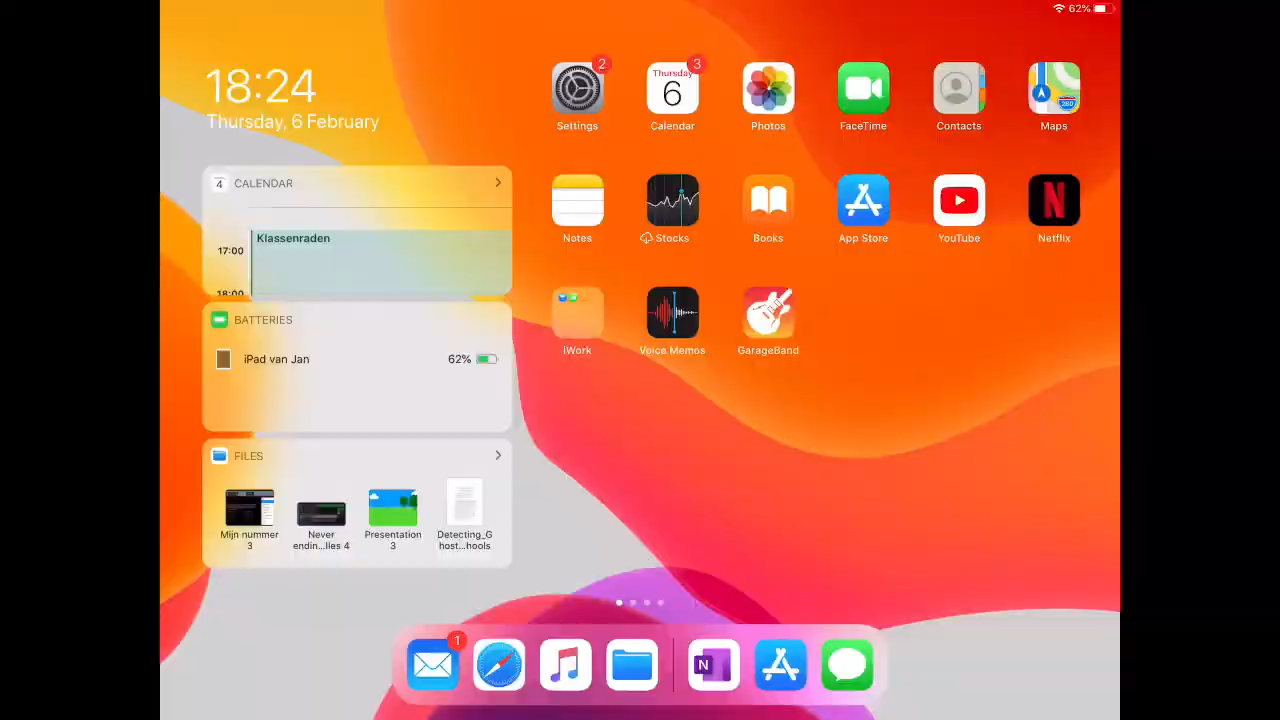 62%
18:24
Thursday, 6 February
2
Settings
3
Thursday
6
Calendar
Photos
FaceTime
Contacts
280
Maps
4 CALENDAR
Klassenraden
17:00
18:00
Notes
Stocks
Books
App Store
YouTube
N
Netflix
BATTERIES
iPad van Jan 62%
iWork
Voice Memos
GarageBand
FILES
Mijn nummer
3
Never
endin...lies 4
Presentation
3
Detecting_G
host...hools
1
N